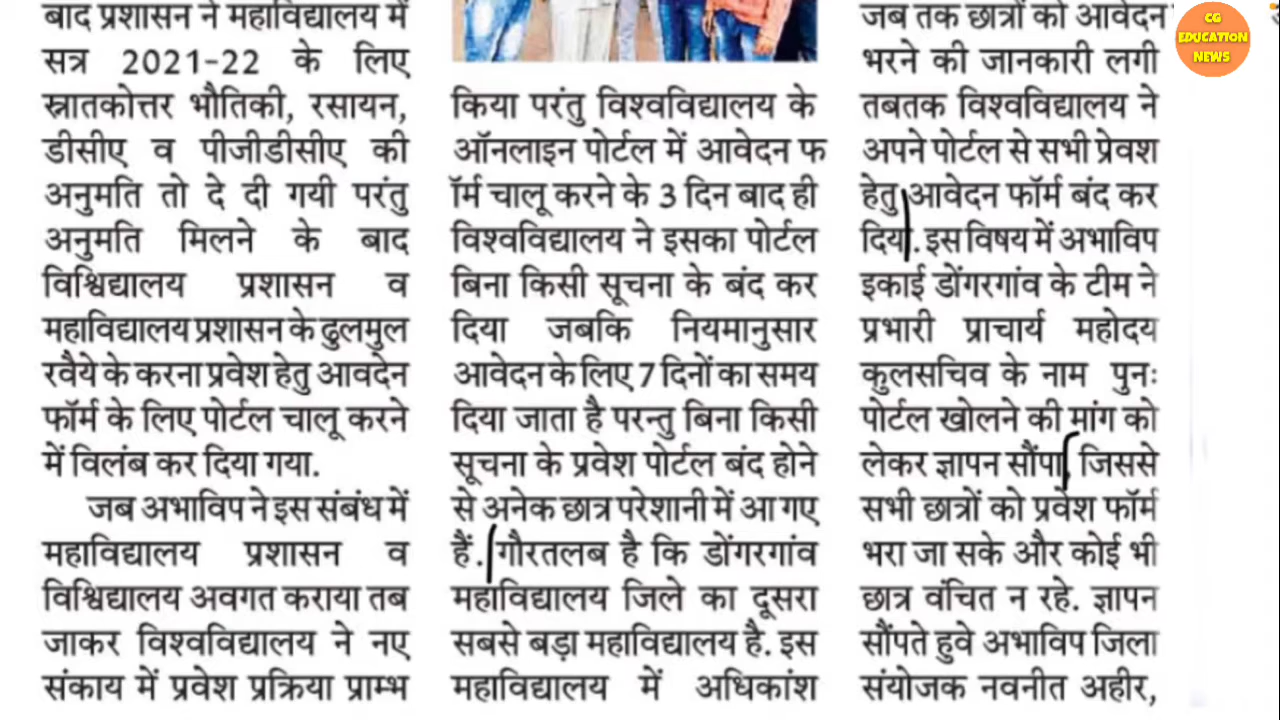 बाद प्रशासन ने महाविद्यालय में
सत्र 2021-22 के लिए
स्नातकोत्तर भौतिकी, रसायन,
डीसीए व पीजीडीसीए की
अनुमति तो दे दी गयी परंतु
अनुमति मिलने के बाद
विश्विद्यालय प्रशासन व
महाविद्यालय प्रशासन के ढुलमुल
रवैये के करना प्रवेश हेतु आवदेन
फॉर्म के लिए पोर्टल चालू करने
में विलंब कर दिया गया.
जब अभाविप ने इस संबंध में
महाविद्यालय प्रशासन व
विश्विद्यालय अवगत कराया तब
जाकर विश्वविद्यालय ने नए
संकाय में प्रवेश प्रक्रिया प्राम्भ
किया परंतु विश्वविद्यालय के
ऑनलाइन पोर्टल में आवेदन फ
ॉर्म चालू करने के 3 दिन बाद ही
विश्वविद्यालय ने इसका पोर्टल
बिना किसी सूचना के बंद कर
दिया जबकि नियमानुसार
आवेदन के लिए 7 दिनों का समय
दिया जाता है परन्तु बिना किसी
सूचना के प्रवेश पोर्टल बंद होने
से अनेक छात्र परेशानी में आ गए
हैं. गौरतलब है कि डोंगरगांव
महाविद्यालय जिले का दूसरा
सबसे बड़ा महाविद्यालय है. इस
महाविद्यालय में अधिकांश
जब तक छात्रों को आवेदन
भरने की जानकारी लगी
तबतक विश्वविद्यालय ने
अपने पोर्टल से सभी प्रेवश
हेतु आवेदन फॉर्म बंद कर
दिया. इस विषय में अभाविप
इकाई डोंगरगांव के टीम ने
प्रभारी प्राचार्य महोदय
कुलसचिव के नाम पुनः
पोर्टल खोलने की मांग को
लेकर ज्ञापन सौंपा, जिससे
सभी छात्रों को प्रवेश फॉर्म
भरा जा सके और कोई भी
छात्र वंचित न रहे. ज्ञापन
सौंपते हुवे अभाविप जिला
संयोजक नवनीत अहीर,
CG
EDUCATION
NEWS